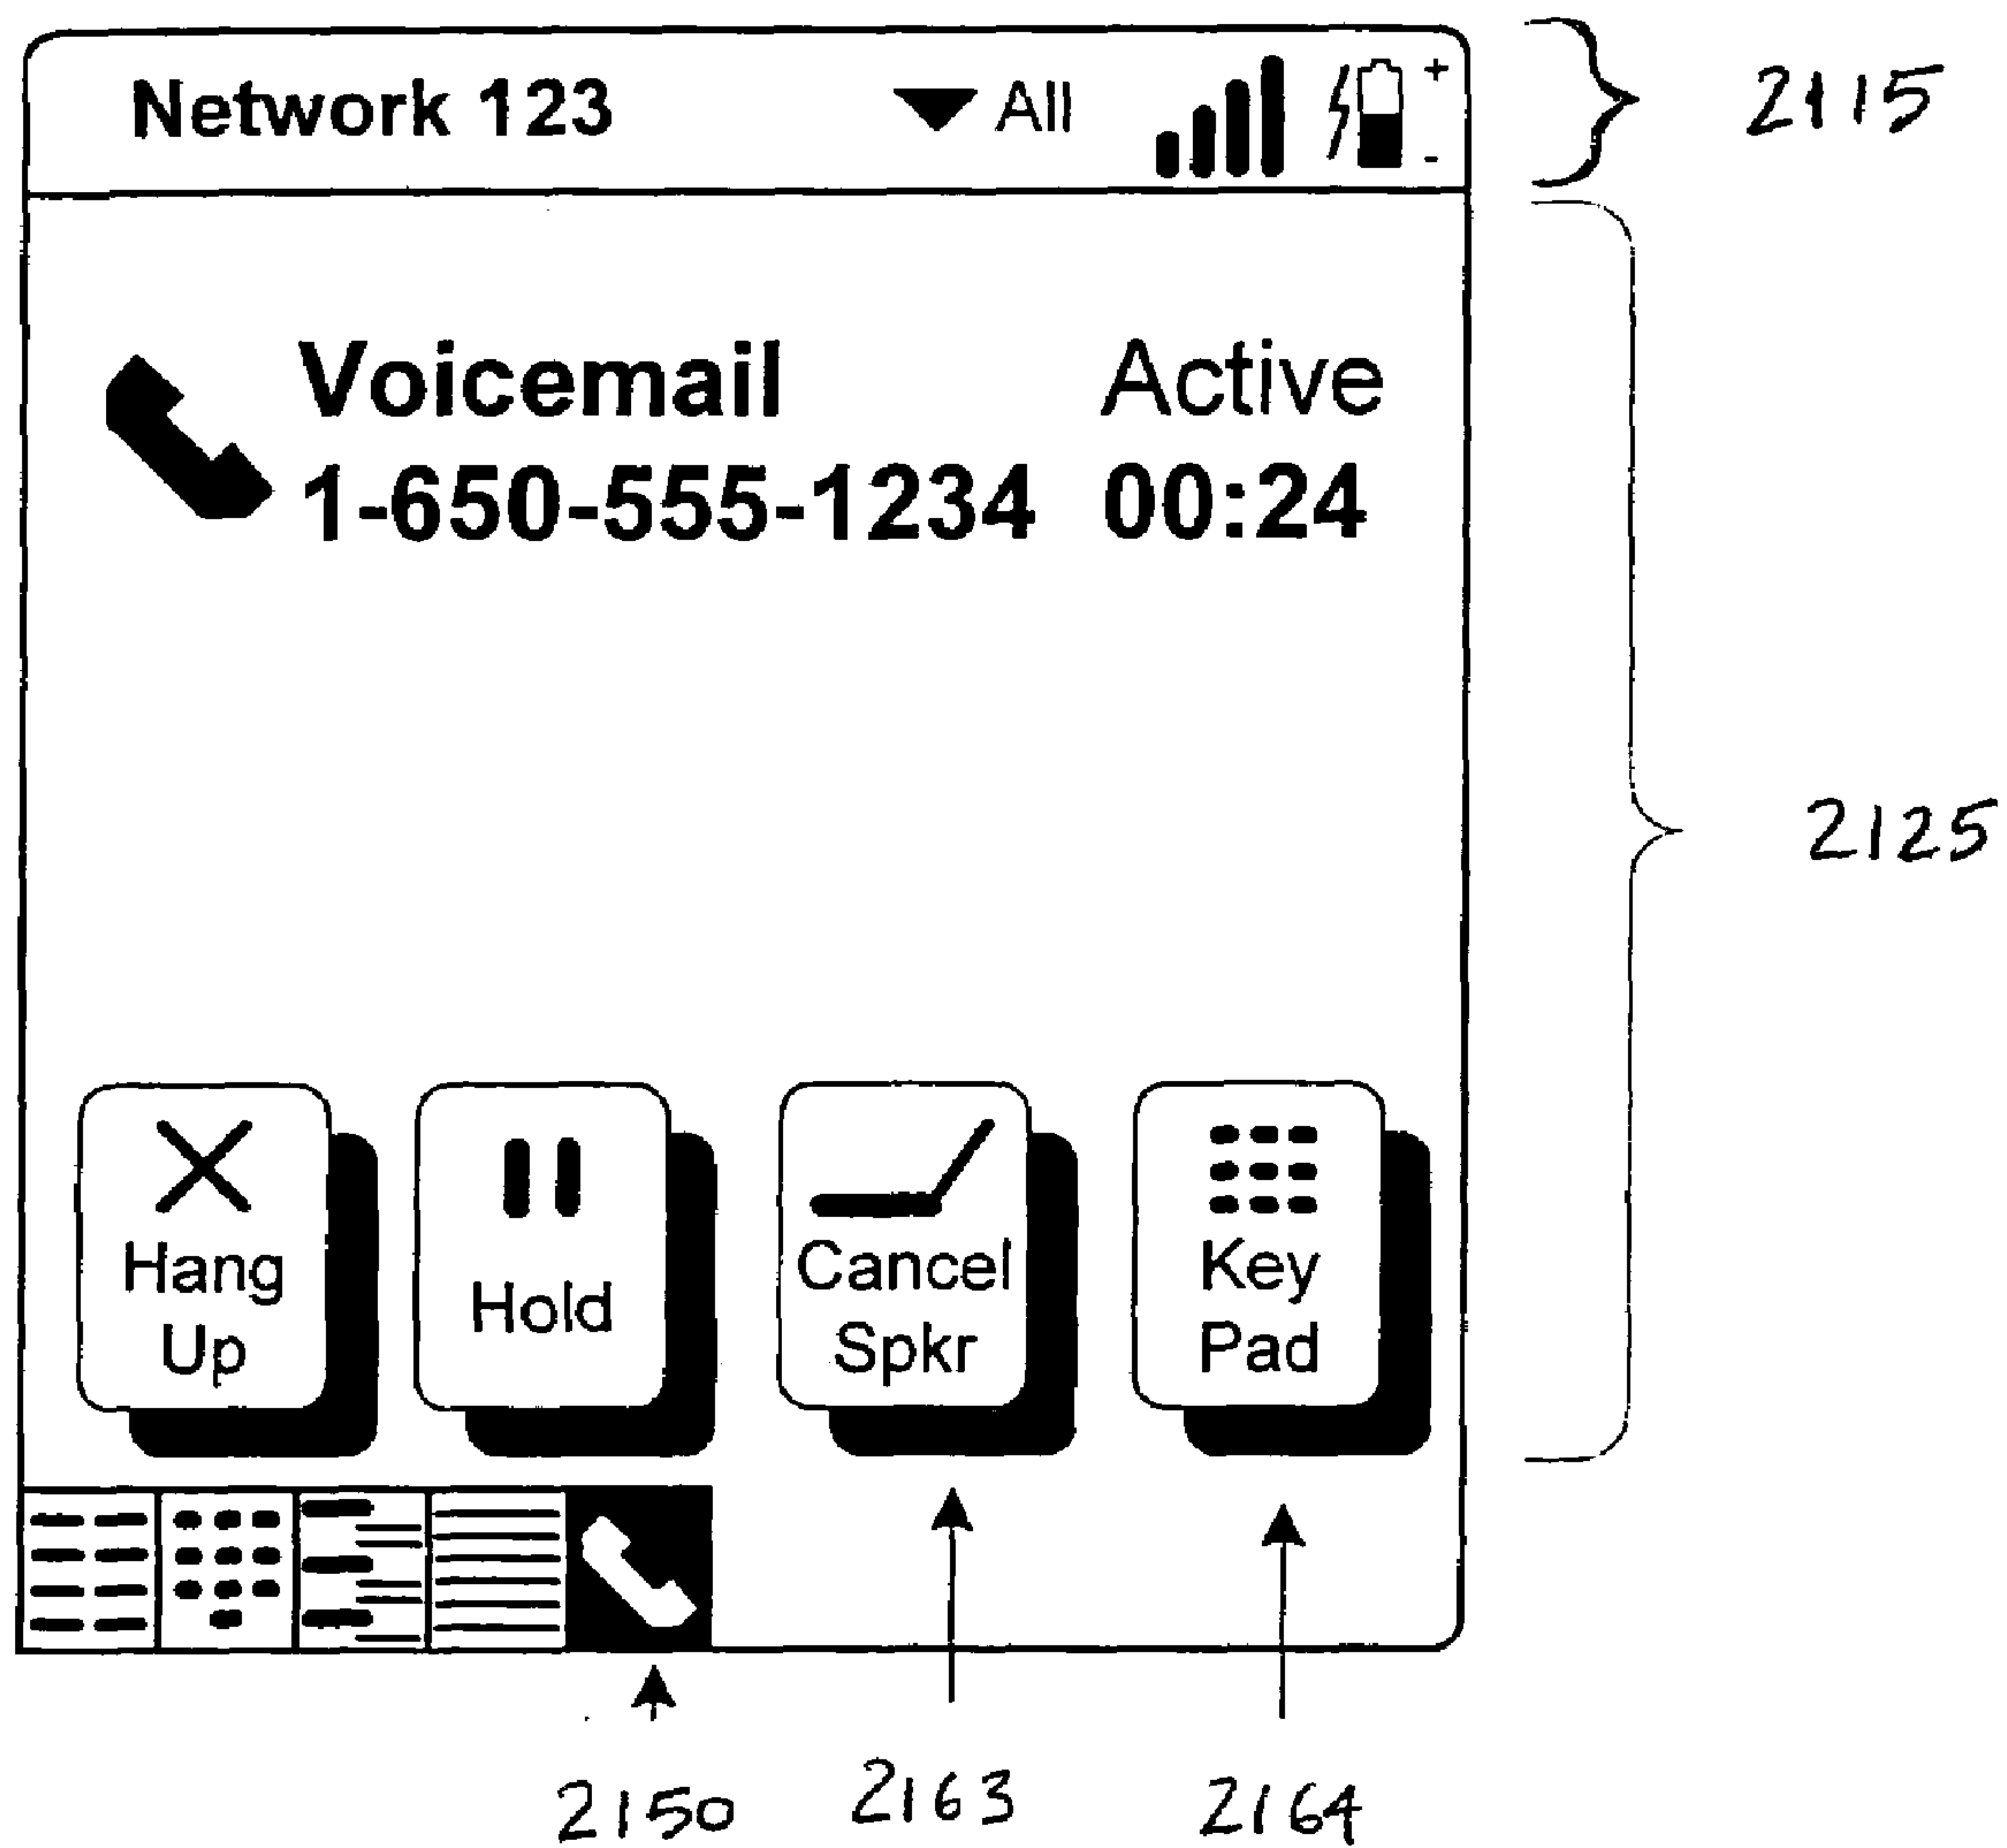 Network 123 All + - 2115
Voicemail Active
1-650-555-1234 00:24
2125
Hang Up
Hold
Cancel Spkr
Key Pad
2150 2163 2164